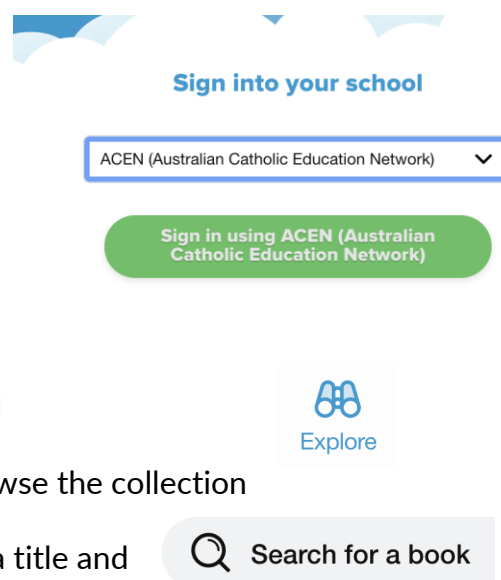 Sign into your school
ACEN (Australian Catholic Education Network)
Sign in using ACEN (Australian
Catholic Education Network)
Explore
the collection
title and
Search for a book